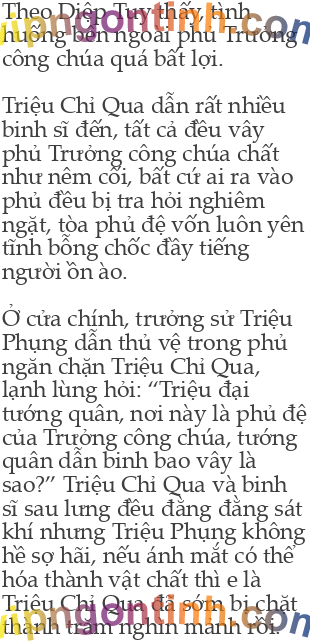 Theo Diệp Tuy thấy, tình
huống bên ngoài phủ Trưởng
công chúa quá bất lợi.
Triệu Chỉ Qua dẫn rất nhiều
binh sĩ đến, tất cả đều vây
phủ Trưởng công chúa chất
như nêm cối, bất cứ ai ra vào
phủ đều bị tra hỏi nghiêm
ngặt, tòa phủ đệ vốn luôn yên
tĩnh bỗng chốc đầy tiếng
người ồn ào.
Ở cửa chính, trưởng sử Triệu
Phụng dẫn thủ vệ trong phủ
ngăn chặn Triệu Chỉ Qua,
lạnh lùng hỏi: “Triệu đại
tướng quân, nơi này là phủ đệ
của Trưởng công chúa, tướng
quân dẫn binh bao vây là
sao?” Triệu Chỉ Qua và binh
sĩ sau lưng đều đằng đằng sát
khí nhưng Triệu Phụng không
hề sợ hãi, nếu ánh mắt có thể
hóa thành vật chất thì e là
Triệu Chỉ Qua đã sớm bị chặt
thành trăm nghìn mảnh rồi.